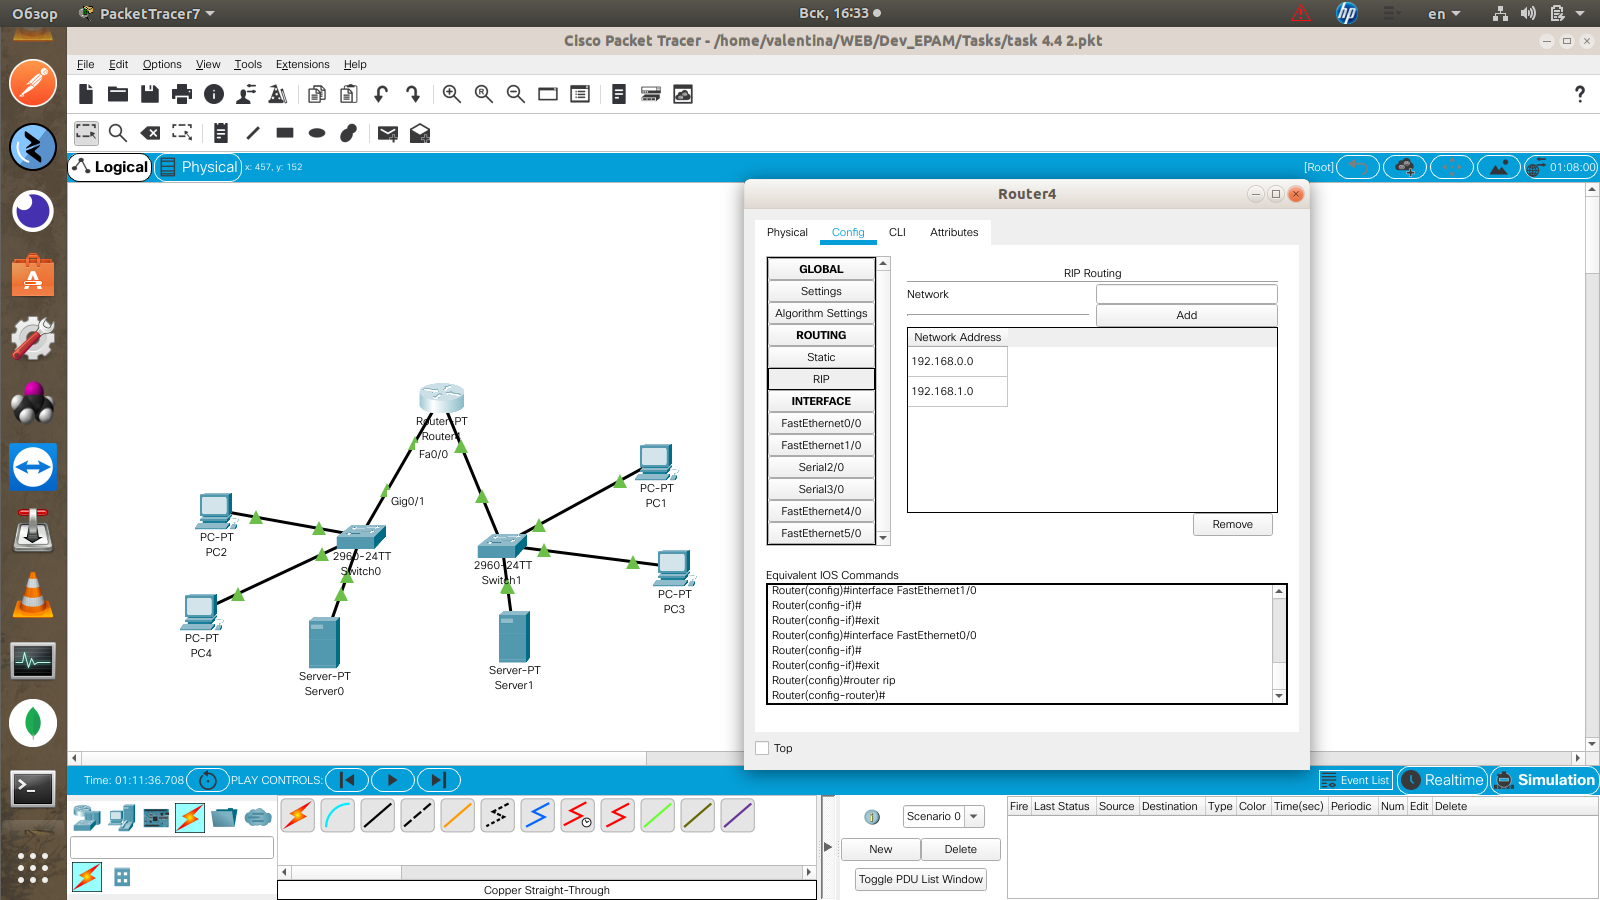 Обзор
PacketTracer7
Вск, 16:33
hp
en
Cisco Packet Tracer - /home/valentina/WEB/Dev_EPAM/Tasks/task 4.4 2.pkt
File Edit Options View Tools Extensions Help
?
Logical
Physical
x: 457, y: 152
[Root]
01:08:00
Router-PT
Router4
Fa0/0
Gig0/1
PC-PT
PC2
2960-24TT
Switch0
PC-PT
PC4
Server-PT
Server0
2960-24TT
Switch1
PC-PT
PC1
PC-PT
PC3
Server-PT
Server1
Router4
Physical Config CLI Attributes
GLOBAL
Settings
Algorithm Settings
ROUTING
Static
RIP
INTERFACE
FastEthernet0/0
FastEthernet1/0
Serial2/0
Serial3/0
FastEthernet4/0
FastEthernet5/0
RIP Routing
Network
Add
Network Address
192.168.0.0
192.168.1.0
Remove
Equivalent IOS Commands
Router(config)#interface FastEthernet1/0
Router(config-if)#
Router(config-if)#exit
Router(config)#interface FastEthernet0/0
Router(config-if)#
Router(config-if)#exit
Router(config)#router rip
Router(config-router)#
Top
Time: 01:11:36.708
PLAY CONTROLS:
Event List
Realtime
Simulation
Copper Straight-Through
Scenario 0
New
Delete
Toggle PDU List Window
Fire Last Status Source Destination Type Color Time(sec) Periodic Num Edit Delete